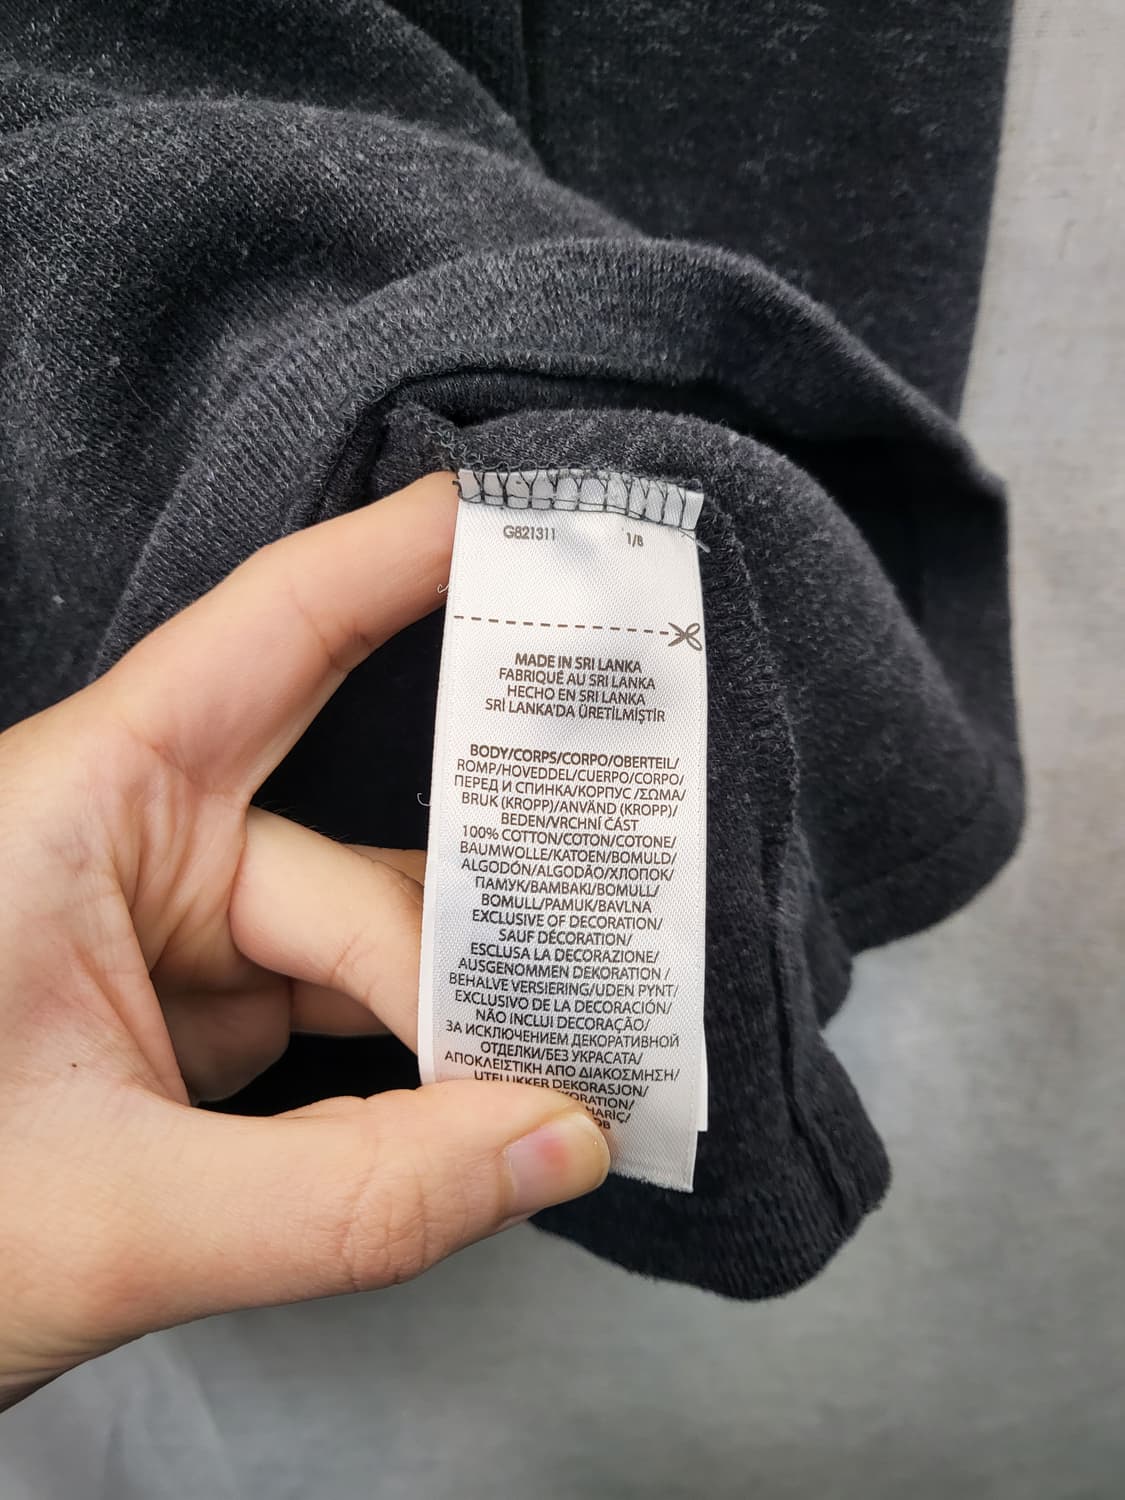 G821311 1/8
MADE IN SRI LANKA
FABRIQUÉ AU SRI LANKA
HECHO EN SRI LANKA
SRİ LANKA'DA ÜRETİLMİŞTİR
BODY/CORPS/CORPO/OBERTEIL/
ROMP/HOVEDDEL/CUERPO/CORPO/
ПЕРЕД И СПИНКА/КОРПУС /ΣΩΜΑ/
BRUK (KROPP)/ANVÄND (KROPP)/
BEDEN/VRCHNÍ ČÁST
100% COTTON/COTON/COTONE/
BAUMWOLLE/KATOEN/BOMULD/
ALGODÓN/ALGODÃO/ХЛОПОК/
ПАМУК/BAMBAKI/BOMULL/
BOMULL/PAMUK/BAVLNA
EXCLUSIVE OF DECORATION/
SAUF DÉCORATION/
ESCLUSA LA DECORAZIONE/
AUSGENOMMEN DEKORATION /
BEHALVE VERSIERING/UDEN PYNT/
EXCLUSIVO DE LA DECORACIÓN/
NÃO INCLUI DECORAÇÃO/
ЗА ИСКЛЮЧЕНИЕМ ДЕКОРАТИВНОЙ
ОТДЕЛКИ/БЕЗ УКРАСАТА/
ΑΠΟΚΛΕΙΣΤΙΚΗ ΑΠΟ ΔΙΑΚΟΣΜΗΣΗ/
UTELUKKER DEKORASJON/